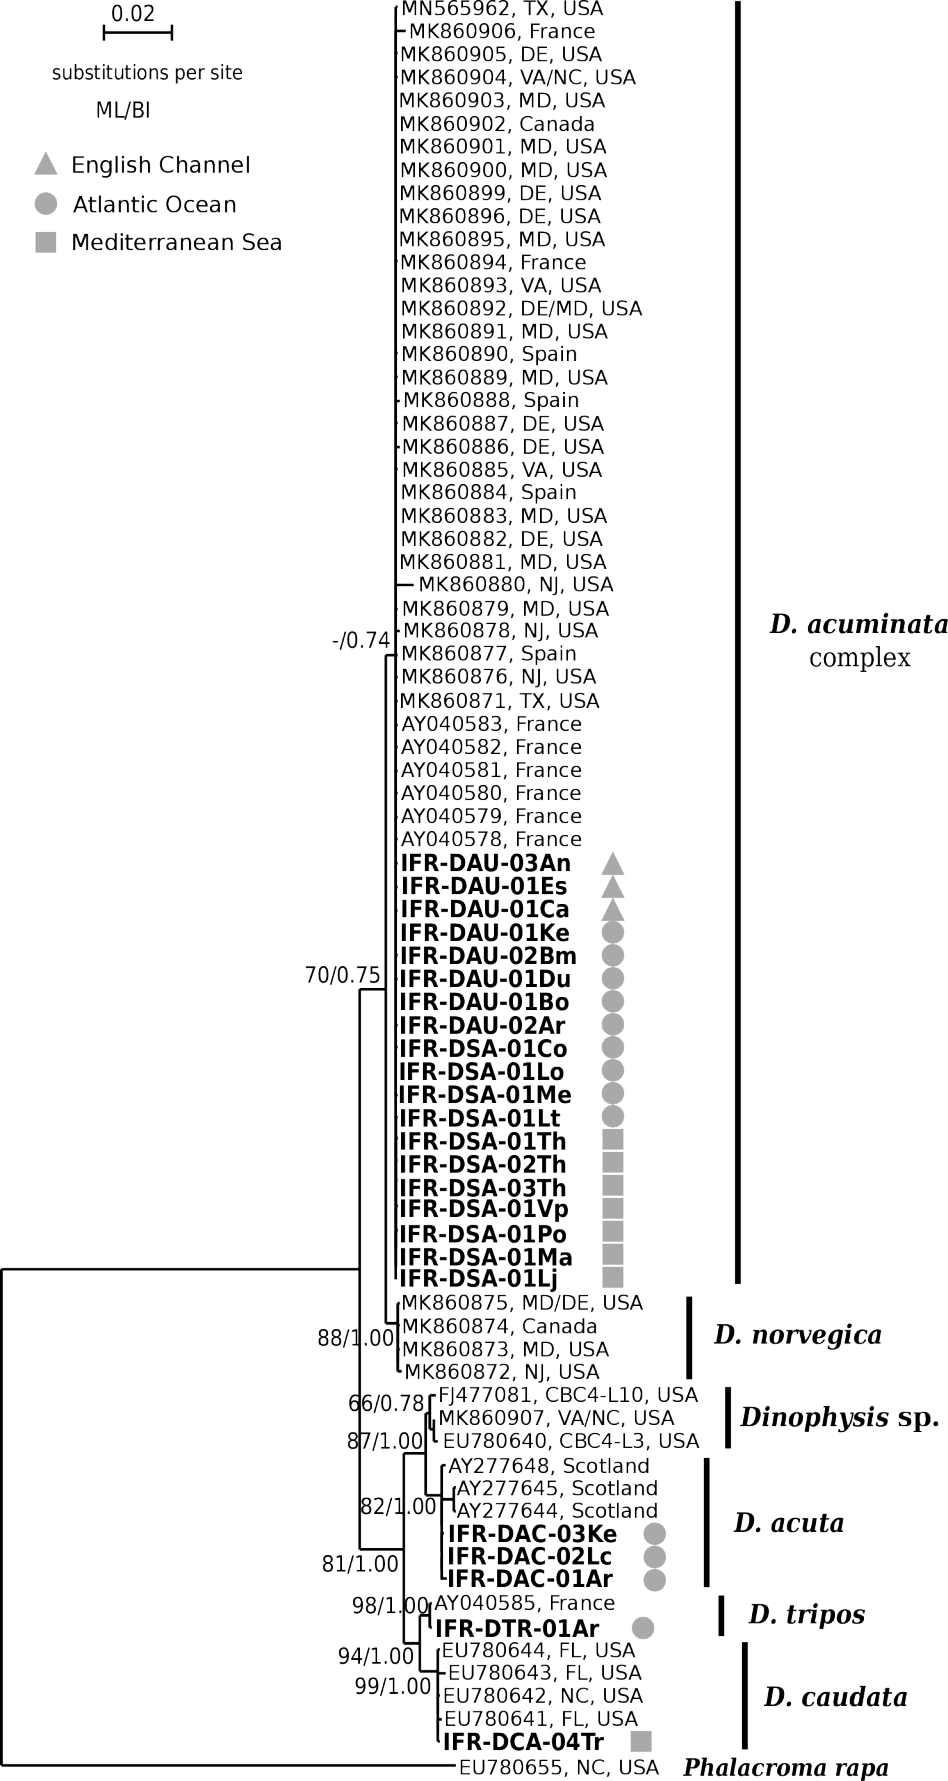 0.02
substitutions per site
ML/BI
English Channel
Atlantic Ocean
Mediterranean Sea
MN565962, TX, USA
MK860906, France
MK860905, DE, USA
MK860904, VA/NC, USA
MK860903, MD, USA
MK860902, Canada
MK860901, MD, USA
MK860900, MD, USA
MK860899, DE, USA
MK860896, DE, USA
MK860895, MD, USA
MK860894, France
MK860893, VA, USA
MK860892, DE/MD, USA
MK860891, MD, USA
MK860890, Spain
MK860889, MD, USA
MK860888, Spain
MK860887, DE, USA
MK860886, DE, USA
MK860885, VA, USA
MK860884, Spain
MK860883, MD, USA
MK860882, DE, USA
MK860881, MD, USA
MK860880, NJ, USA
MK860879, MD, USA
MK860878, NJ, USA
-/0.74
MK860877, Spain
MK860876, NJ, USA
MK860871, TX, USA
AY040583, France
AY040582, France
AY040581, France
AY040580, France
AY040579, France
AY040578, France
IFR-DAU-03An
IFR-DAU-01Es
IFR-DAU-01Ca
IFR-DAU-01Ke
IFR-DAU-02Bm
70/0.75
IFR-DAU-01Du
IFR-DAU-01Bo
IFR-DAU-02Ar
IFR-DSA-01Co
IFR-DSA-01Lo
IFR-DSA-01Me
IFR-DSA-01Lt
IFR-DSA-01Th
IFR-DSA-02Th
IFR-DSA-03Th
IFR-DSA-01Vp
IFR-DSA-01Po
IFR-DSA-01Ma
IFR-DSA-01Lj
D. acuminata
complex
MK860875, MD/DE, USA
MK860874, Canada
88/1.00
MK860873, MD, USA
MK860872, NJ, USA
D. norvegica
FJ477081, CBC4-L10, USA
66/0.78
MK860907, VA/NC, USA
87/1.00
EU780640, CBC4-L3, USA
Dinophysis sp.
AY277648, Scotland
AY277645, Scotland
82/1.00
AY277644, Scotland
IFR-DAC-03Ke
IFR-DAC-02Lc
81/1.00
IFR-DAC-01Ar
D. acuta
98/1.00
AY040585, France
IFR-DTR-01Ar
D. tripos
94/1.00
EU780644, FL, USA
EU780643, FL, USA
99/1.00
EU780642, NC, USA
EU780641, FL, USA
IFR-DCA-04Tr
D. caudata
EU780655, NC, USA
Phalacroma rapa